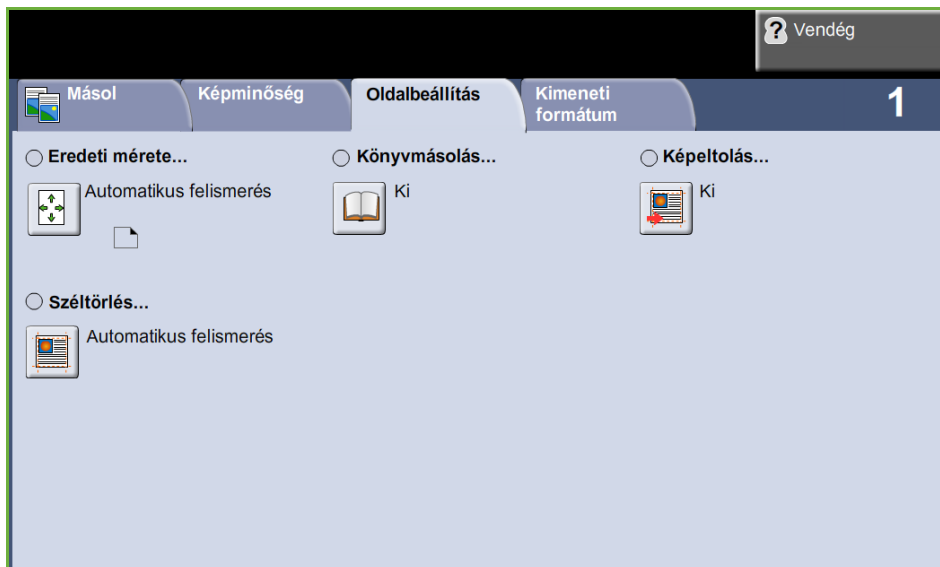 ? Vendég
Másol
Képminőség
Oldalbeállítás
Kimeneti
formátum
1
Eredeti mérete...
Automatikus felismerés
Könyvmásolás...
Ki
Képeltolás...
Ki
Széltörlés...
Automatikus felismerés